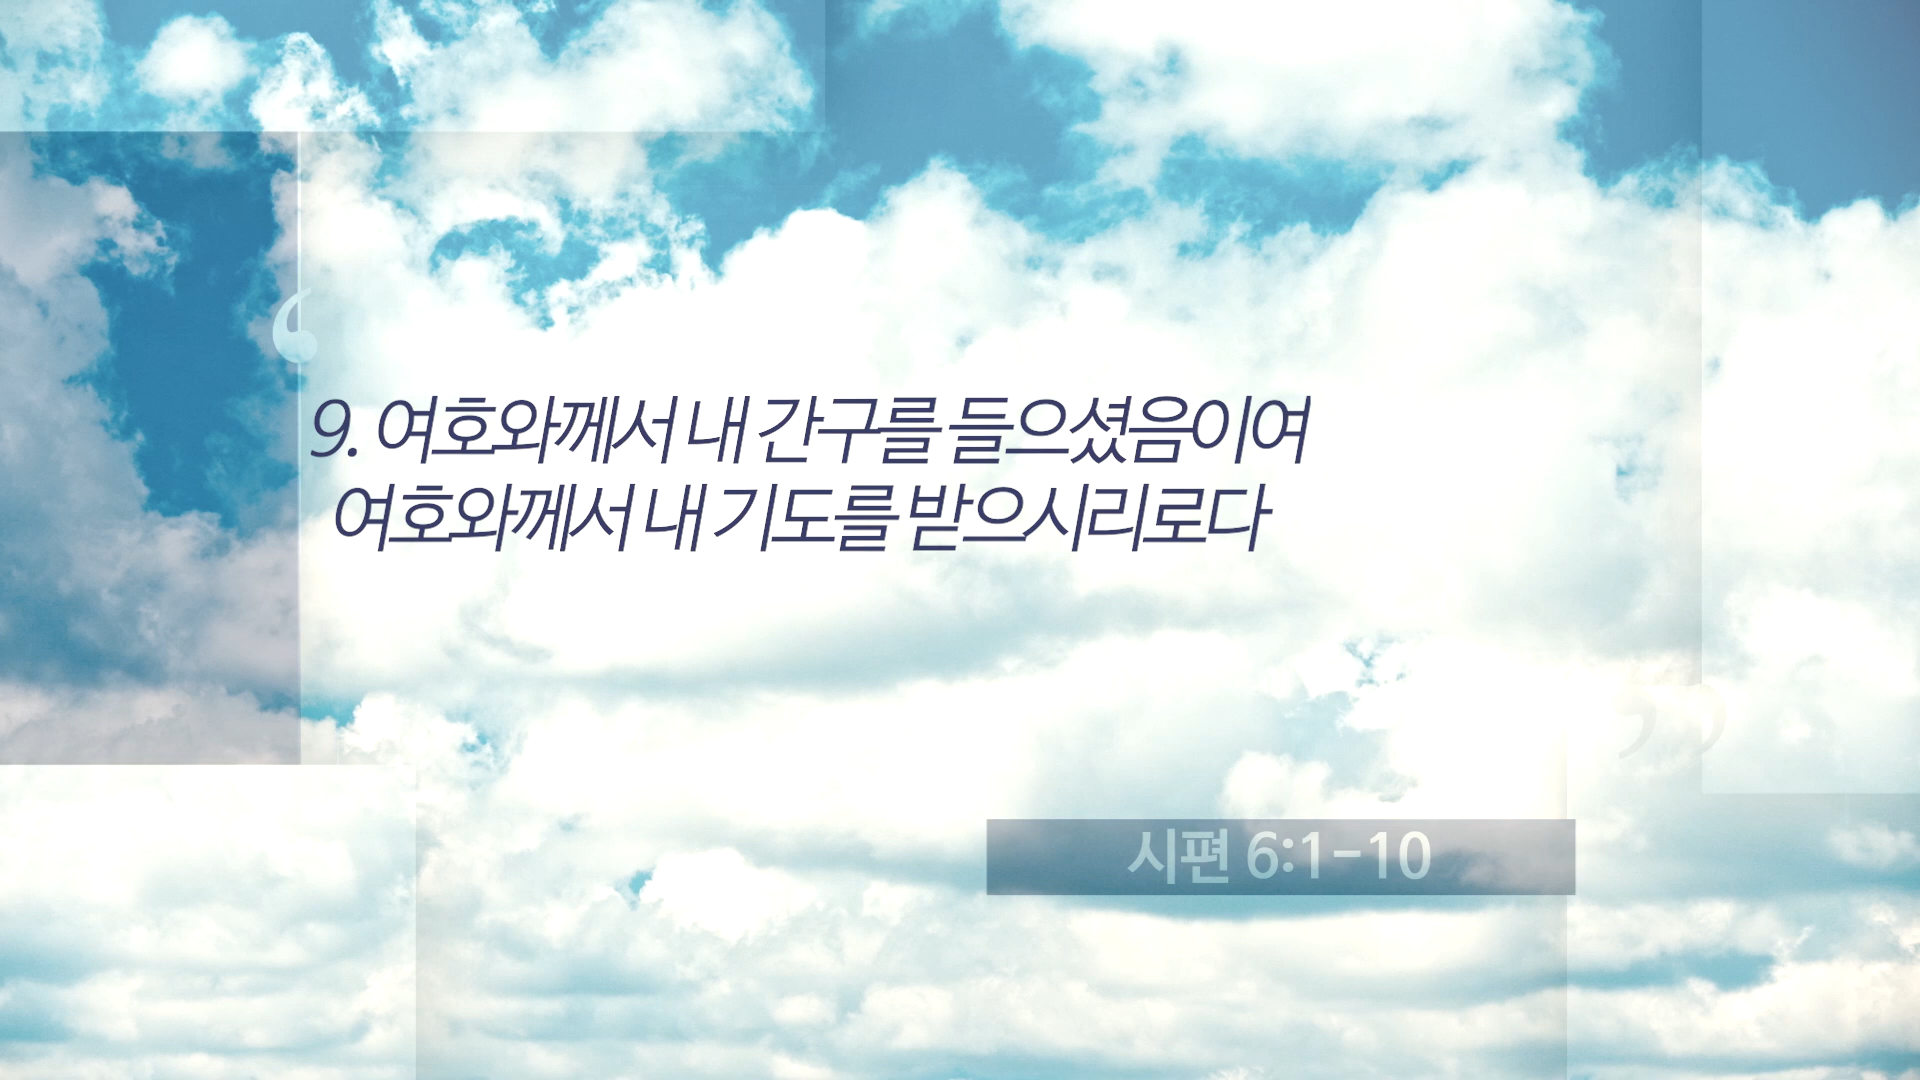 9. 여호와께서 내 간구를 들으셨음이여
여호와께서 내 기도를 받으시리로다
시편 6:1-10